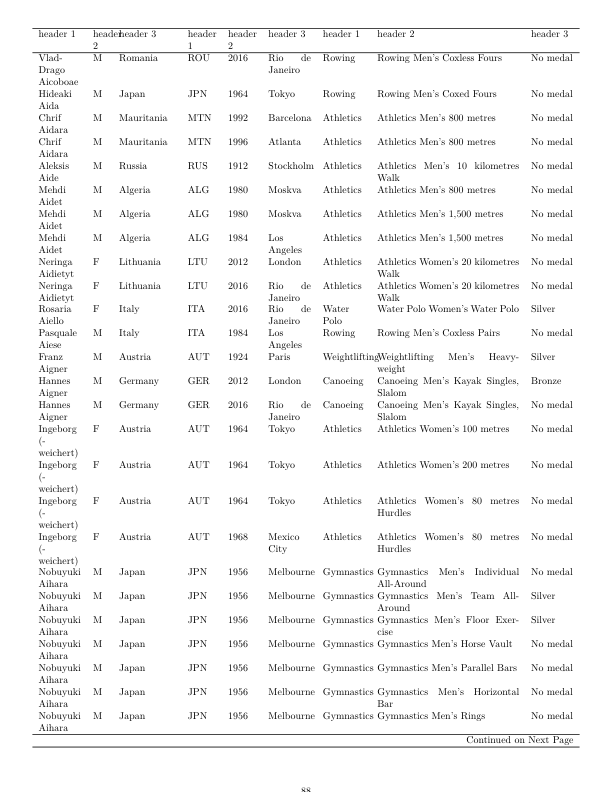 header 1 header 2 header 3 header 1 header 2 header 3 header 1 header 2 header 3
Vlad-Drago Aicoboae M Romania ROU 2016 Rio de Janeiro Rowing Rowing Men's Coxless Fours No medal
Hideaki Aida M Japan JPN 1964 Tokyo Rowing Rowing Men's Coxed Fours No medal
Chrif Aidara M Mauritania MTN 1992 Barcelona Athletics Athletics Men's 800 metres No medal
Chrif Aidara M Mauritania MTN 1996 Atlanta Athletics Athletics Men's 800 metres No medal
Aleksis Aide M Russia RUS 1912 Stockholm Athletics Athletics Men's 10 kilometres Walk No medal
Mehdi Aidet M Algeria ALG 1980 Moskva Athletics Athletics Men's 800 metres No medal
Mehdi Aidet M Algeria ALG 1980 Moskva Athletics Athletics Men's 1,500 metres No medal
Mehdi Aidet M Algeria ALG 1984 Los Angeles Athletics Athletics Men's 1,500 metres No medal
Neringa Aidietyt F Lithuania LTU 2012 London Athletics Athletics Women's 20 kilometres Walk No medal
Neringa Aidietyt F Lithuania LTU 2016 Rio de Janeiro Athletics Athletics Women's 20 kilometres Walk No medal
Rosaria Aiello F Italy ITA 2016 Rio de Janeiro Water Polo Water Polo Women's Water Polo Silver
Pasquale Aiese M Italy ITA 1984 Los Angeles Rowing Rowing Men's Coxless Pairs No medal
Franz Aigner M Austria AUT 1924 Paris Weightlifting Weightlifting Men's Heavyweight Silver
Hannes Aigner M Germany GER 2012 London Canoeing Canoeing Men's Kayak Singles, Slalom Bronze
Hannes Aigner M Germany GER 2016 Rio de Janeiro Canoeing Canoeing Men's Kayak Singles, Slalom No medal
Ingeborg (-weichert) F Austria AUT 1964 Tokyo Athletics Athletics Women's 100 metres No medal
Ingeborg (-weichert) F Austria AUT 1964 Tokyo Athletics Athletics Women's 200 metres No medal
Ingeborg (-weichert) F Austria AUT 1964 Tokyo Athletics Athletics Women's 80 metres Hurdles No medal
Ingeborg (-weichert) F Austria AUT 1968 Mexico City Athletics Athletics Women's 80 metres Hurdles No medal
Nobuyuki Aihara M Japan JPN 1956 Melbourne Gymnastics Gymnastics Men's Individual All-Around No medal
Nobuyuki Aihara M Japan JPN 1956 Melbourne Gymnastics Gymnastics Men's Team All-Around Silver
Nobuyuki Aihara M Japan JPN 1956 Melbourne Gymnastics Gymnastics Men's Floor Exercise Silver
Nobuyuki Aihara M Japan JPN 1956 Melbourne Gymnastics Gymnastics Men's Horse Vault No medal
Nobuyuki Aihara M Japan JPN 1956 Melbourne Gymnastics Gymnastics Men's Parallel Bars No medal
Nobuyuki Aihara M Japan JPN 1956 Melbourne Gymnastics Gymnastics Men's Horizontal Bar No medal
Nobuyuki Aihara M Japan JPN 1956 Melbourne Gymnastics Gymnastics Men's Rings No medal
Continued on Next Page